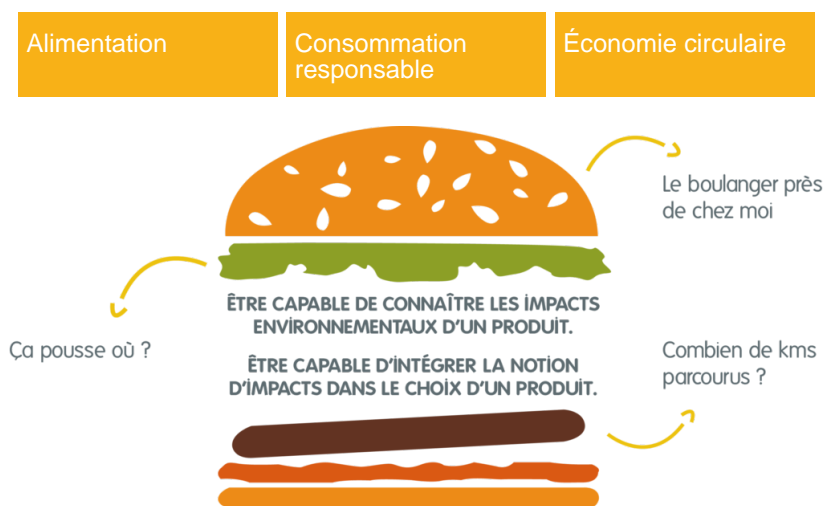 Alimentation
Consommation
responsable
Économie circulaire
Le boulanger près
de chez moi
ÊTRE CAPABLE DE CONNAÎTRE LES IMPACTS
ENVIRONNEMENTAUX D'UN PRODUIT.
Ça pousse où ?
ÊTRE CAPABLE D'INTÉGRER LA NOTION
D'IMPACTS DANS LE CHOIX D'UN PRODUIT.
Combien de kms
parcourus ?